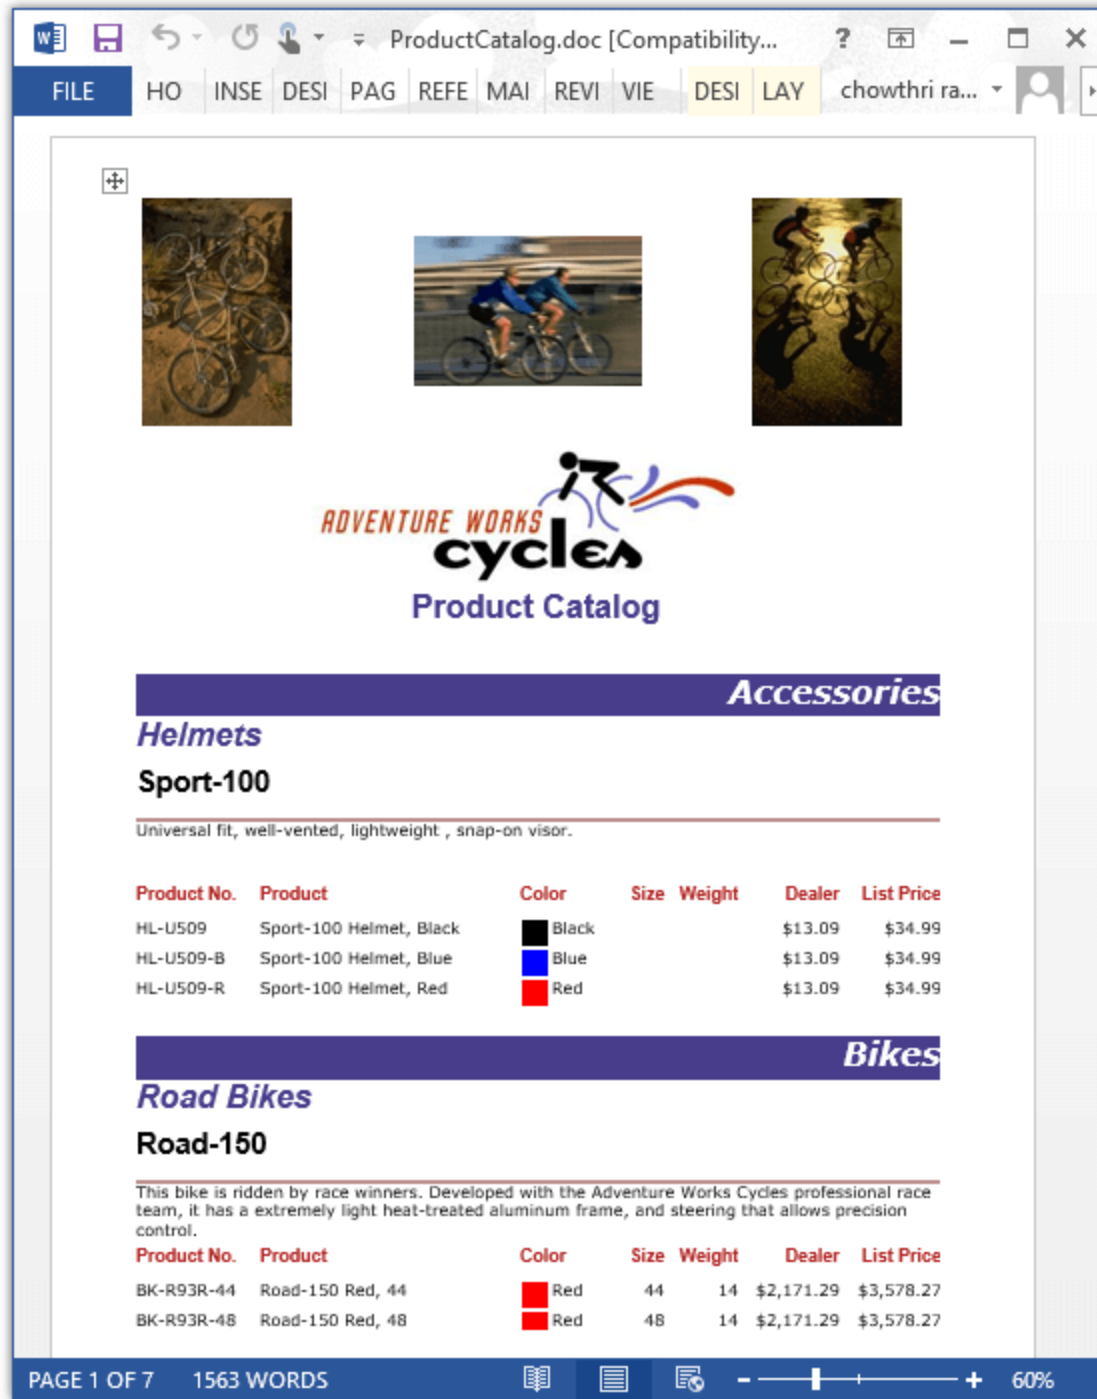 ProductCatalog.doc [Compatibility...
?
FILE HO INSE DESI PAG REFE MAI REVI VIE DESI LAY chowthri ra...
ADVENTURE WORKS
cycles
Product Catalog
Accessories
Helmets
Sport-100
Universal fit, well-vented, lightweight , snap-on visor.
Product No. Product Color Size Weight Dealer List Price
HL-U509 Sport-100 Helmet, Black Black $13.09 $34.99
HL-U509-B Sport-100 Helmet, Blue Blue $13.09 $34.99
HL-U509-R Sport-100 Helmet, Red Red $13.09 $34.99
Bikes
Road Bikes
Road-150
This bike is ridden by race winners. Developed with the Adventure Works Cycles professional race
team, it has a extremely light heat-treated aluminum frame, and steering that allows precision
control.
Product No. Product Color Size Weight Dealer List Price
BK-R93R-44 Road-150 Red, 44 Red 44 14 $2,171.29 $3,578.27
BK-R93R-48 Road-150 Red, 48 Red 48 14 $2,171.29 $3,578.27
PAGE 1 OF 7 1563 WORDS 60%